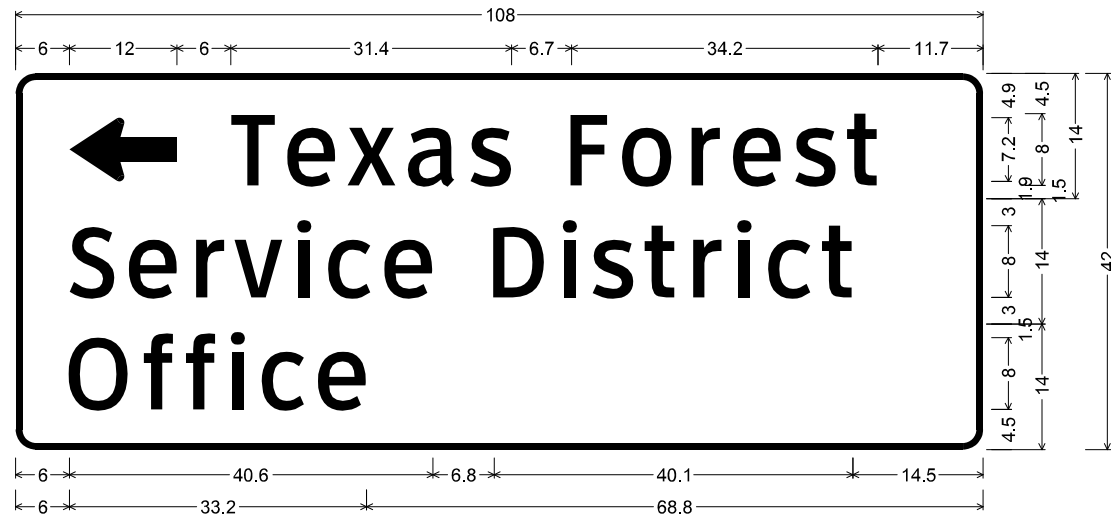 108
6 12 6 31.4 6.7 34.2 11.7
Texas Forest
Service District
Office
4.9 7.2 1.9
4.5 8 1.5
14
3 8 3
14
1.5 8 4.5
14
42
6 40.6 6.8 40.1 14.5
6 33.2 68.8